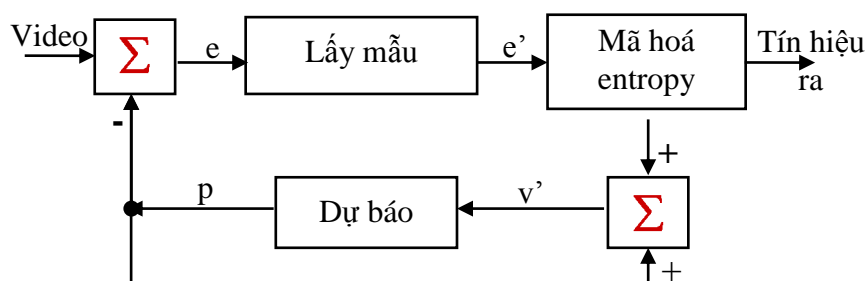 Video
Σ
e
Lấy mẫu
e’
Mã hoá
entropy
Tín hiệu
ra
-
+
p
Dự báo
v’
Σ
+